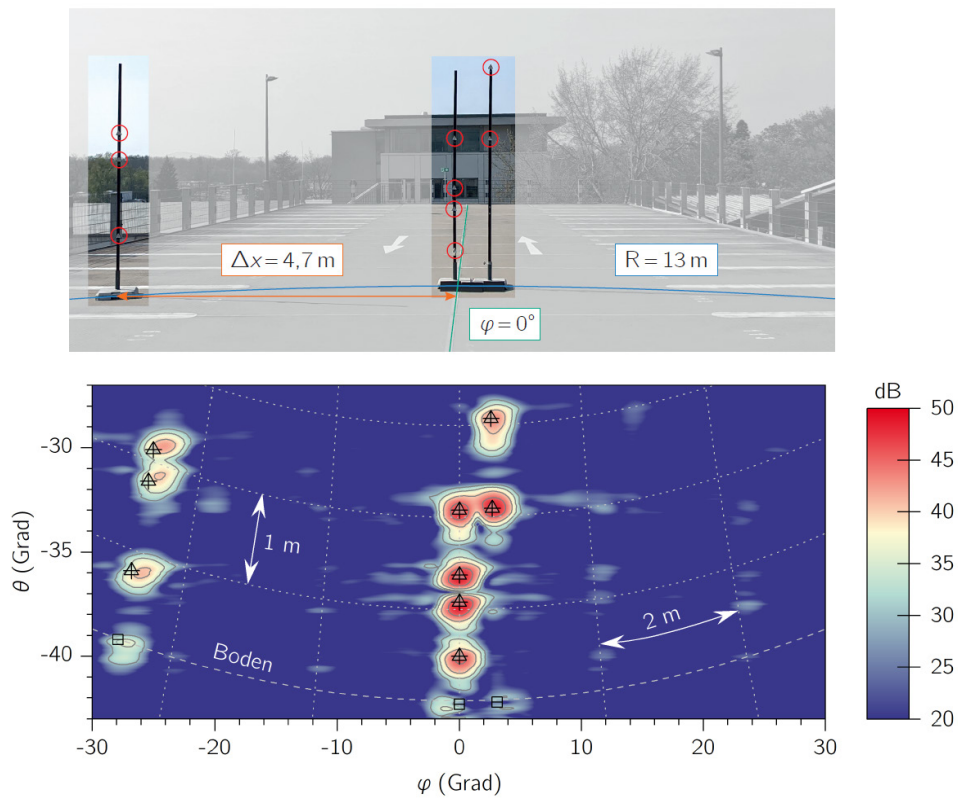 Δx = 4,7 m
R = 13 m
φ = 0°
dB
50
45
40
35
30
25
20
-30
-35
-40
θ (Grad)
1 m
2 m
Boden
-30
-20
-10
0
10
20
30
φ (Grad)